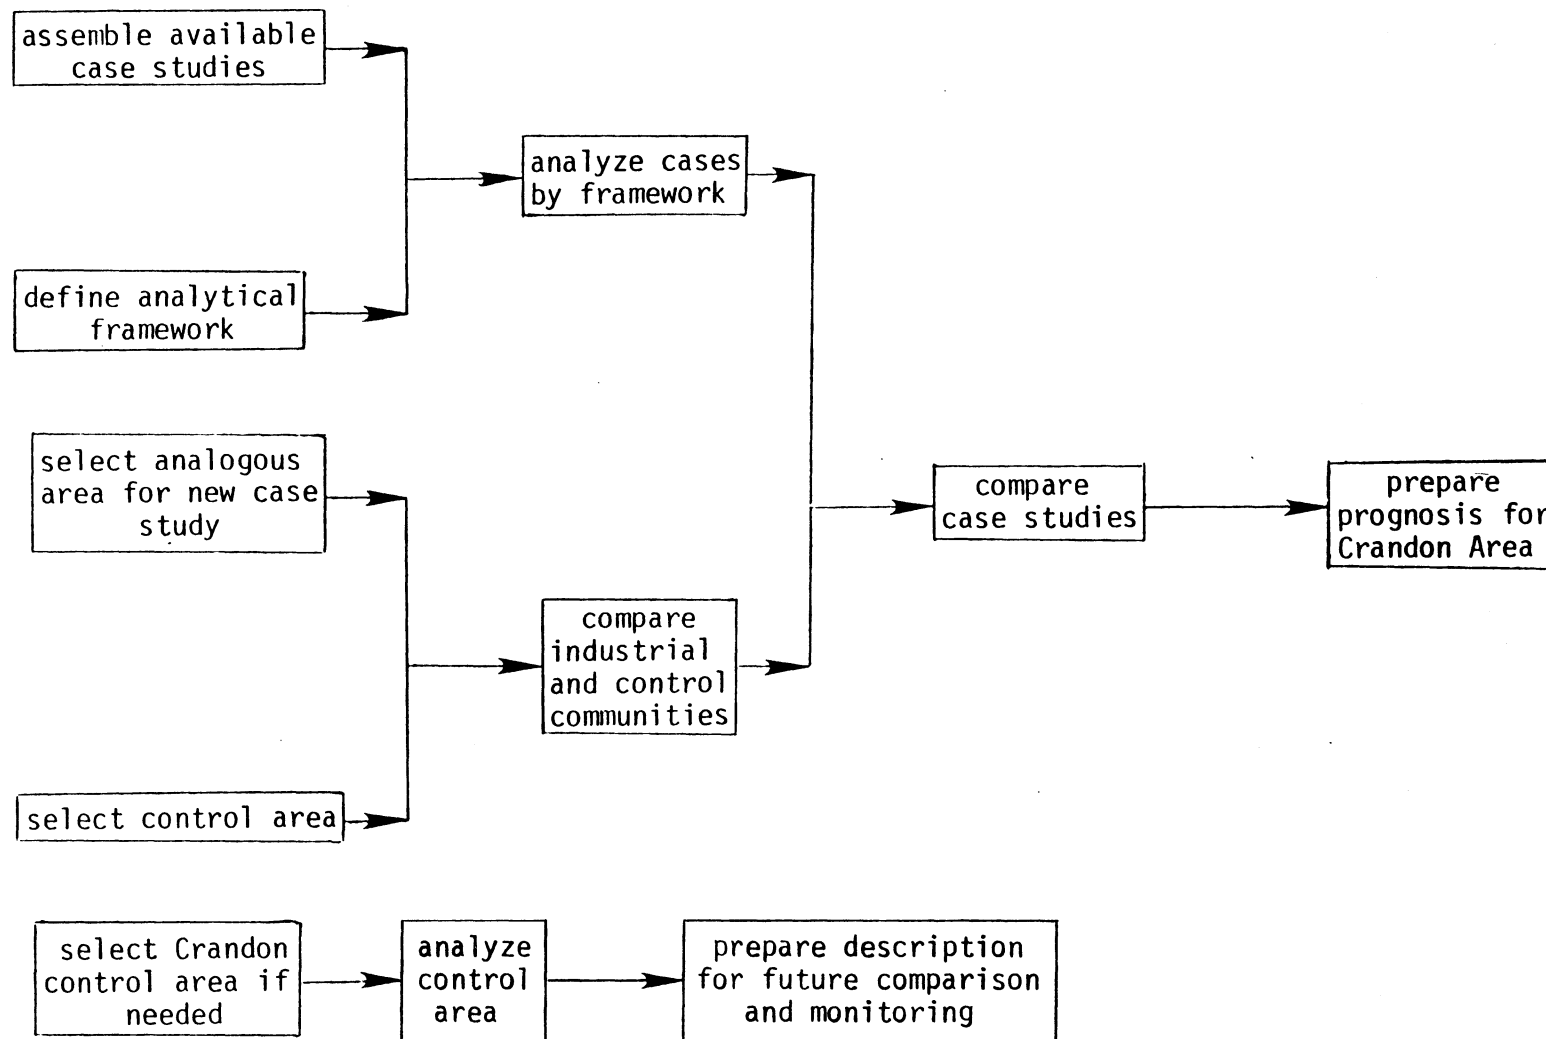 assemble available
case studies
analyze cases
by framework
define analytical
framework
select analogous
area for new case
study
compare
case studies
prepare
prognosis for
Crandon Area
compare
industrial
and control
communities
select control area
select Crandon
control area if
needed
analyze
control
area
prepare description
for future comparison
and monitoring